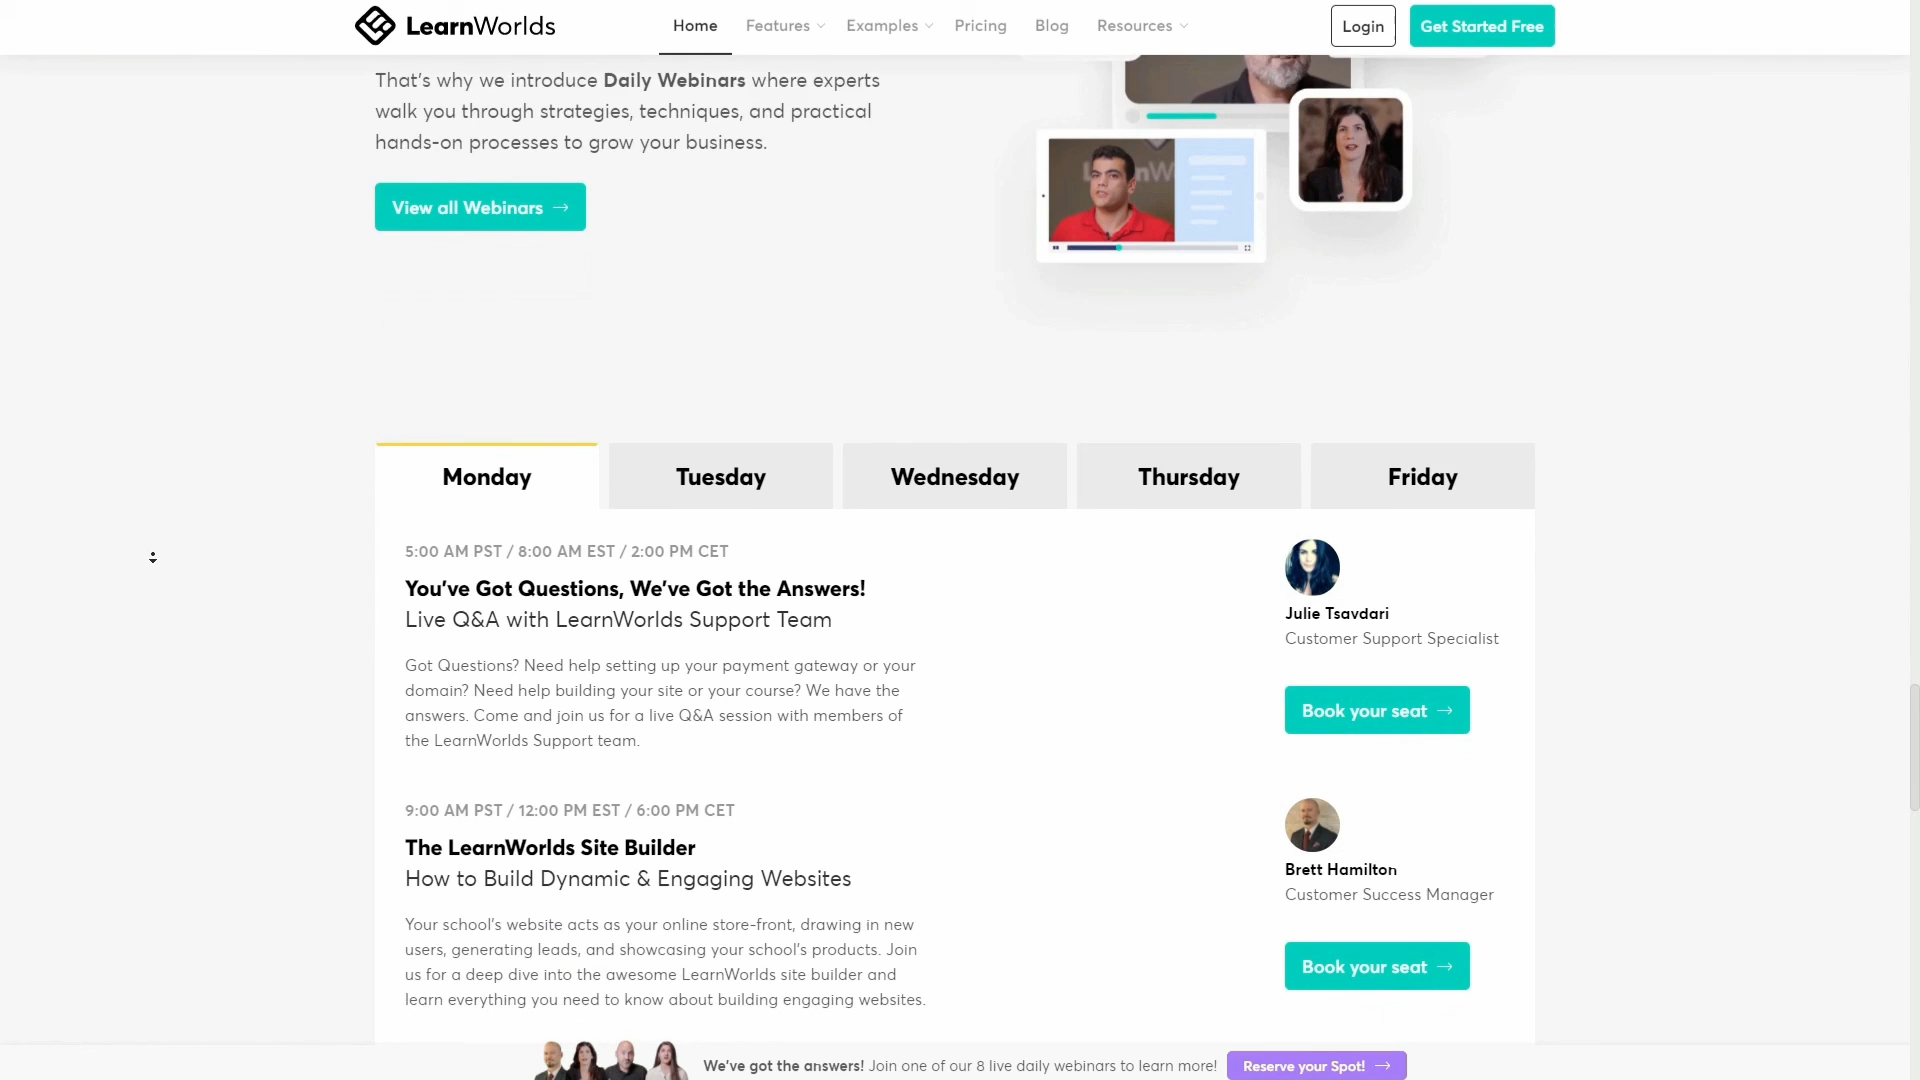 LearnWorlds
Home
Features
Examples
Pricing
Blog
Resources
Login
Get Started Free
That's why we introduce Daily Webinars where experts
walk you through strategies, techniques, and practical
hands-on processes to grow your business.
View all Webinars →
Monday
Tuesday
Wednesday
Thursday
Friday
5:00 AM PST / 8:00 AM EST / 2:00 PM CET
You've Got Questions, We've Got the Answers!
Live Q&A with LearnWorlds Support Team
Got Questions? Need help setting up your payment gateway or your
domain? Need help building your site or your course? We have the
answers. Come and join us for a live Q&A session with members of
the LearnWorlds Support team.
Julie Tsavdari
Customer Support Specialist
Book your seat →
9:00 AM PST / 12:00 PM EST / 6:00 PM CET
The LearnWorlds Site Builder
How to Build Dynamic & Engaging Websites
Your school's website acts as your online store-front, drawing in new
users, generating leads, and showcasing your school's products. Join
us for a deep dive into the awesome LearnWorlds site builder and
learn everything you need to know about building engaging websites.
Brett Hamilton
Customer Success Manager
Book your seat →
We've got the answers! Join one of our 8 live daily webinars to learn more!
Reserve your Spot! →